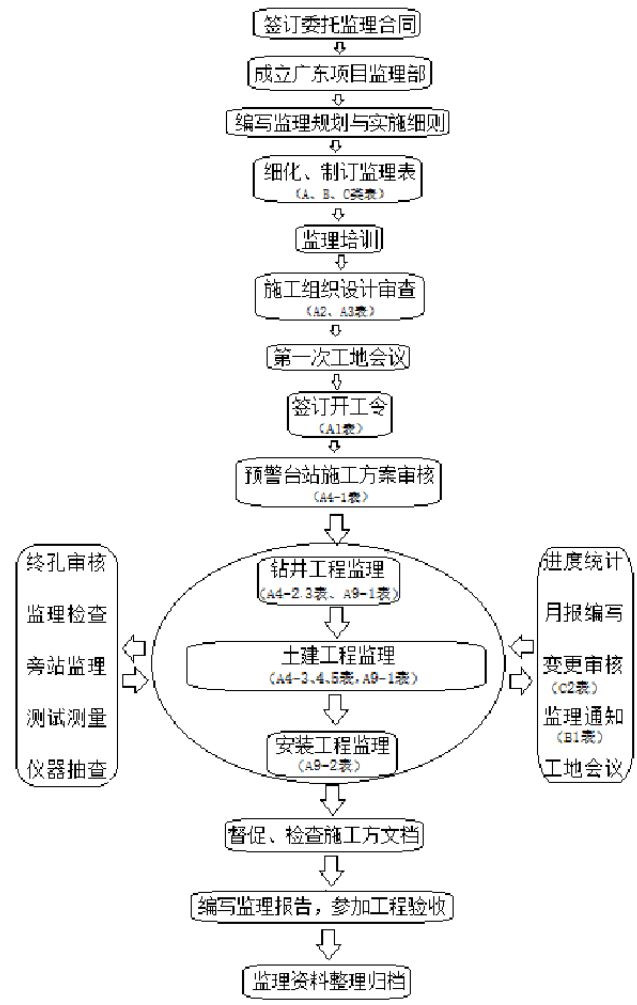 签订委托监理合同
成立广东项目监理部
编写监理规划与实施细则
细化、制订监理表
(A、B、C类表)
监理培训
施工组织设计审查
(A2、A3表)
第一次工地会议
签订开工令
(A1表)
预警台站施工方案审核
(A4-1表)
终孔审核
监理检查
旁站监理
测试测量
仪器抽查
钻井工程监理
(A4-2.3表、A9-1表)
土建工程监理
(A4-3、4、5表,A9-1表)
安装工程监理
(A9-2表)
进度统计
月报编写
变更审核
(C2表)
监理通知
(B1表)
工地会议
督促、检查施工方文档
编写监理报告，参加工程验收
监理资料整理归档